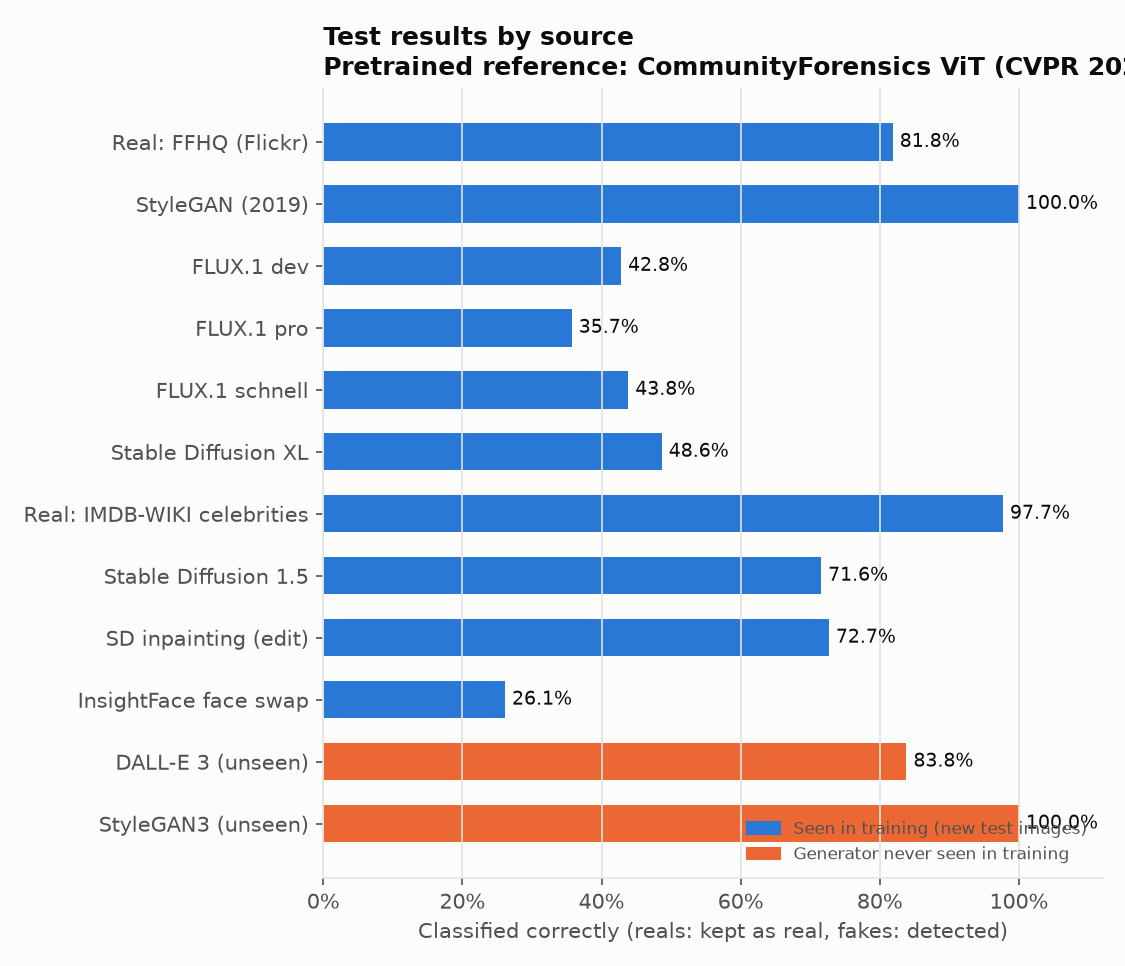 Test results by source
Pretrained reference: CommunityForensics ViT (CVPR 202
Real: FFHQ (Flickr) 81.8%
StyleGAN (2019) 100.0%
FLUX.1 dev 42.8%
FLUX.1 pro 35.7%
FLUX.1 schnell 43.8%
Stable Diffusion XL 48.6%
Real: IMDB-WIKI celebrities 97.7%
Stable Diffusion 1.5 71.6%
SD inpainting (edit) 72.7%
InsightFace face swap 26.1%
DALL-E 3 (unseen) 83.8%
StyleGAN3 (unseen) 100.0%
Seen in training (new test images)
Generator never seen in training
0% 20% 40% 60% 80% 100%
Classified correctly (reals: kept as real, fakes: detected)